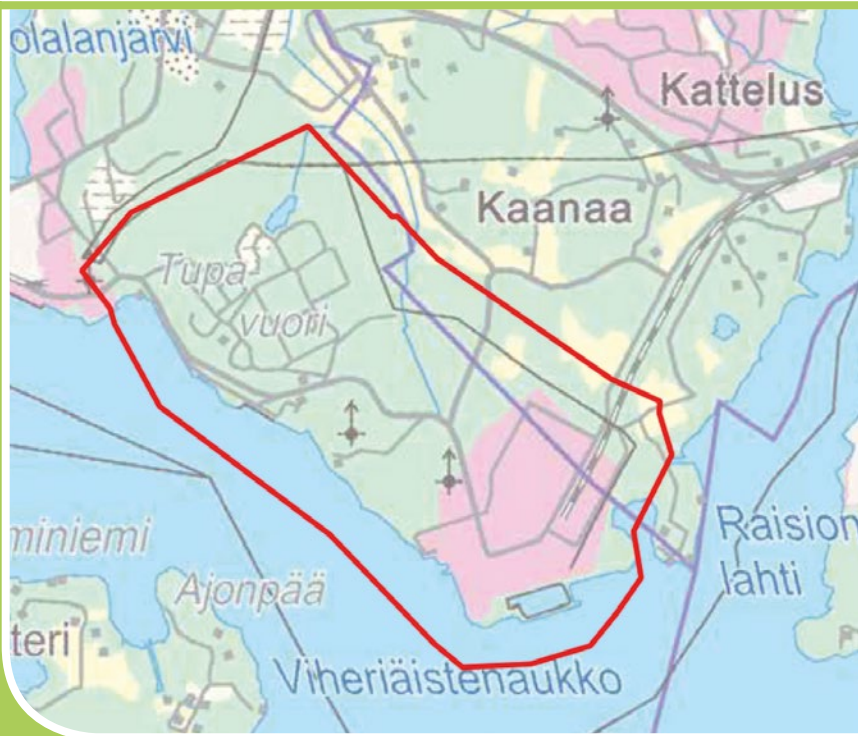 olalanjärvi
Kattelus
Kaanaa
Tupa
vuori
Raision
lahti
miniemi
Ajonpää
teri
Viheriäistenaukko